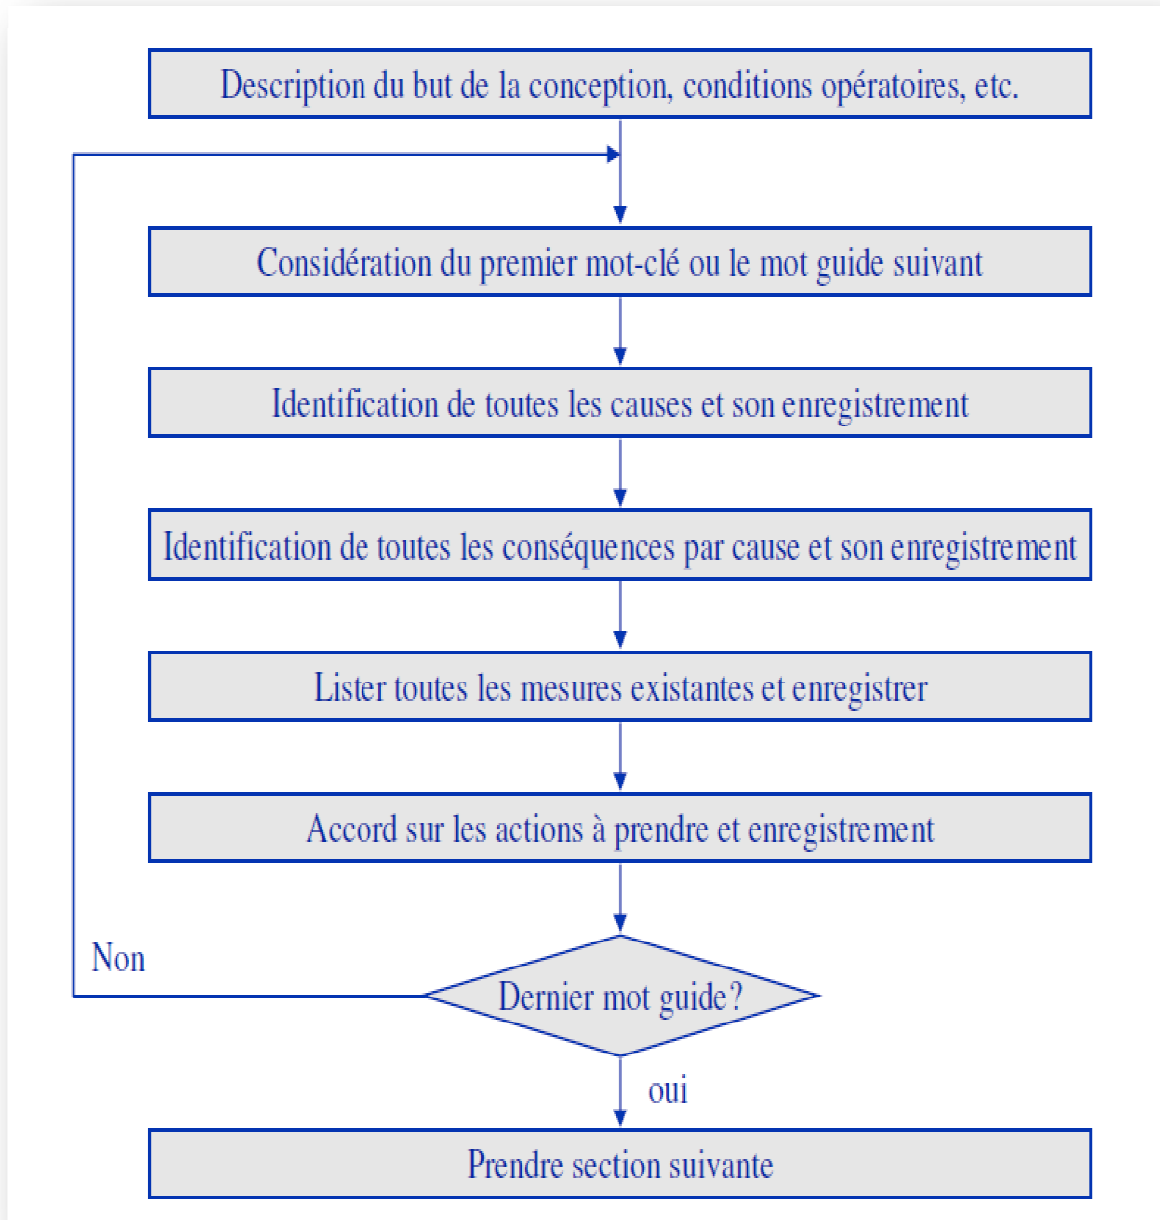 Description du but de la conception, conditions opératoires, etc.
Considération du premier mot-clé ou le mot guide suivant
Identification de toutes les causes et son enregistrement
Identification de toutes les conséquences par cause et son enregistrement
Lister toutes les mesures existantes et enregistrer
Accord sur les actions à prendre et enregistrement
Non
Dernier mot guide?
oui
Prendre section suivante